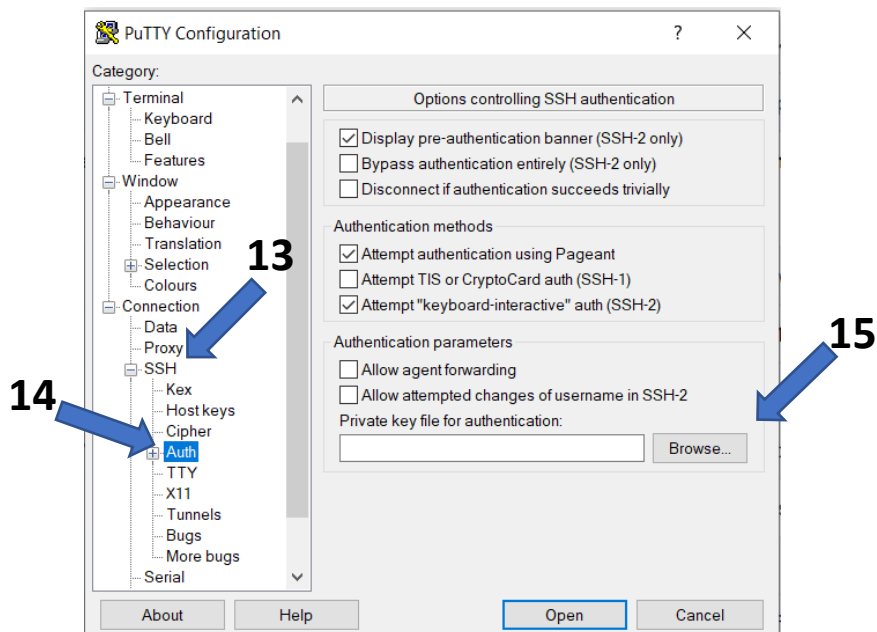 PuTTY Configuration
?
Category:
Terminal
Keyboard
Bell
Features
Window
Appearance
Behaviour
Translation
Selection
Colours
Connection
Data
Proxy
SSH
Kex
Host keys
Cipher
Auth
TTY
X11
Tunnels
Bugs
More bugs
Serial
13
14
Options controlling SSH authentication
Display pre-authentication banner (SSH-2 only)
Bypass authentication entirely (SSH-2 only)
Disconnect if authentication succeeds trivially
Authentication methods
Attempt authentication using Pageant
Attempt TIS or CryptoCard auth (SSH-1)
Attempt "keyboard-interactive" auth (SSH-2)
Authentication parameters
Allow agent forwarding
Allow attempted changes of username in SSH-2
Private key file for authentication:
Browse...
15
About
Help
Open
Cancel